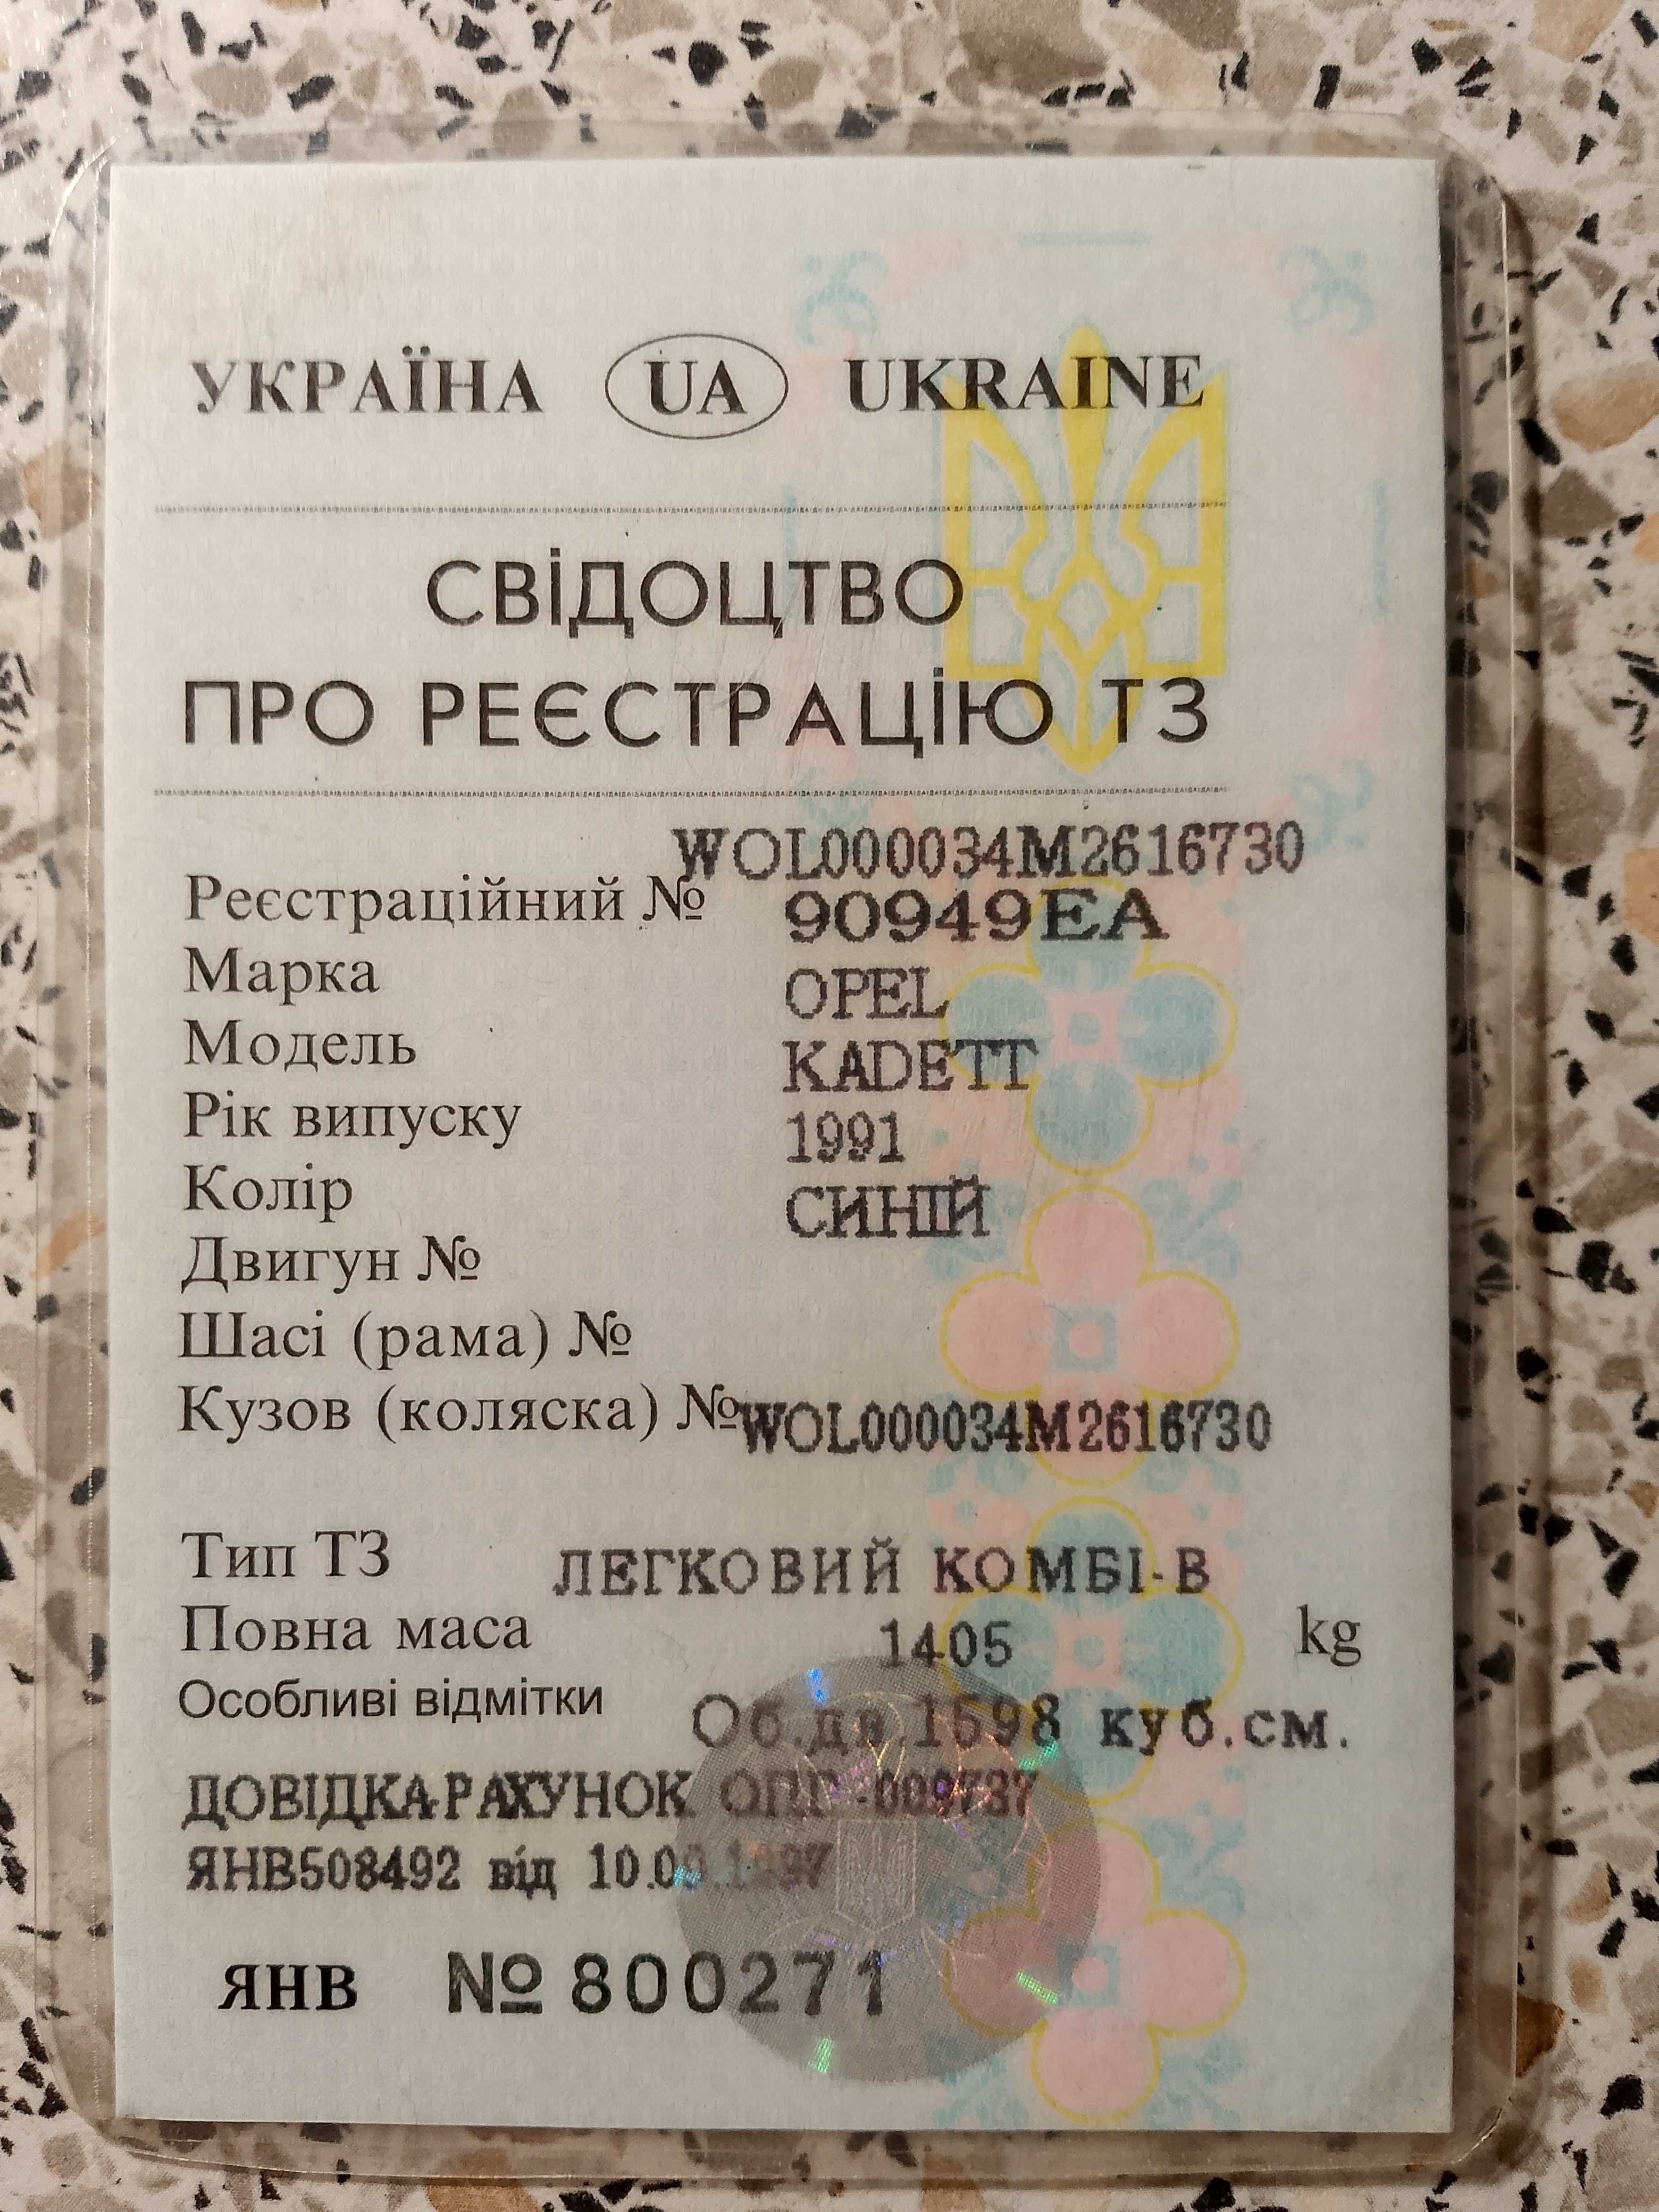 УКРАЇНА UA UKRAINE
СВІДОЦТВО
ПРО РЕЄСТРАЦІЮ ТЗ
WOL000034M2616730
Реєстраційний № 90949EA
Марка OPEL
Модель KADETT
Рік випуску 1991
Колір СИНІЙ
Двигун №
Шасі (рама) №
Кузов (коляска) № WOL000034M2616730
Тип ТЗ ЛЕГКОВИЙ КОМБІ-В
Повна маса 1405 kg
Особливі відмітки Об.дв.1598 куб.см.
ДОВІДКА-РАХУНОК
ЯНВ508492 від
ЯНВ № 800271